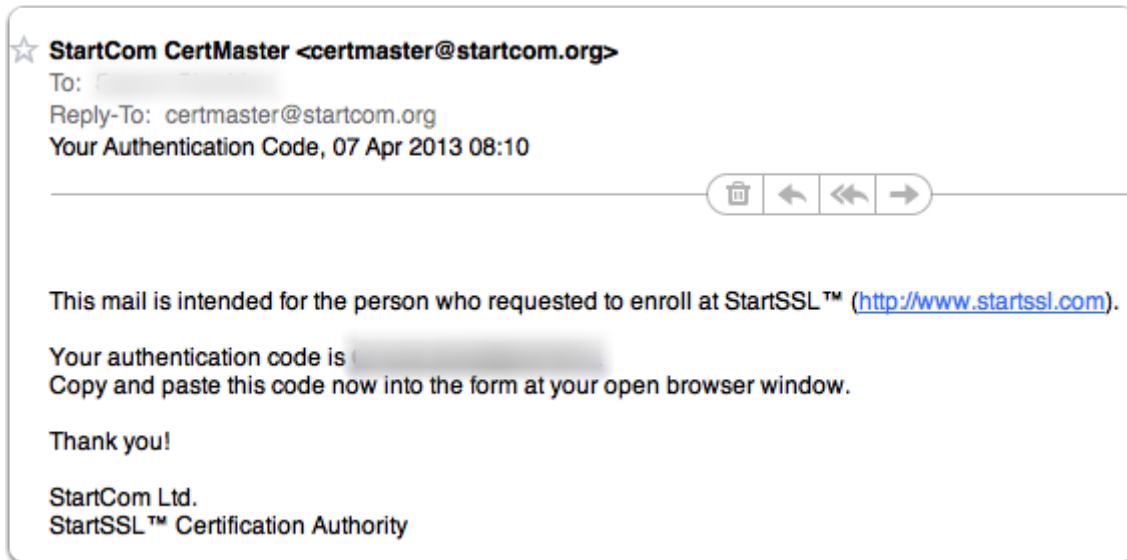 StartCom CertMaster <certmaster@startcom.org>
To:
Reply-To: certmaster@startcom.org
Your Authentication Code, 07 Apr 2013 08:10
This mail is intended for the person who requested to enroll at StartSSL™ (http://www.startssl.com).
Your authentication code is
Copy and paste this code now into the form at your open browser window.
Thank you!
StartCom Ltd.
StartSSL™ Certification Authority